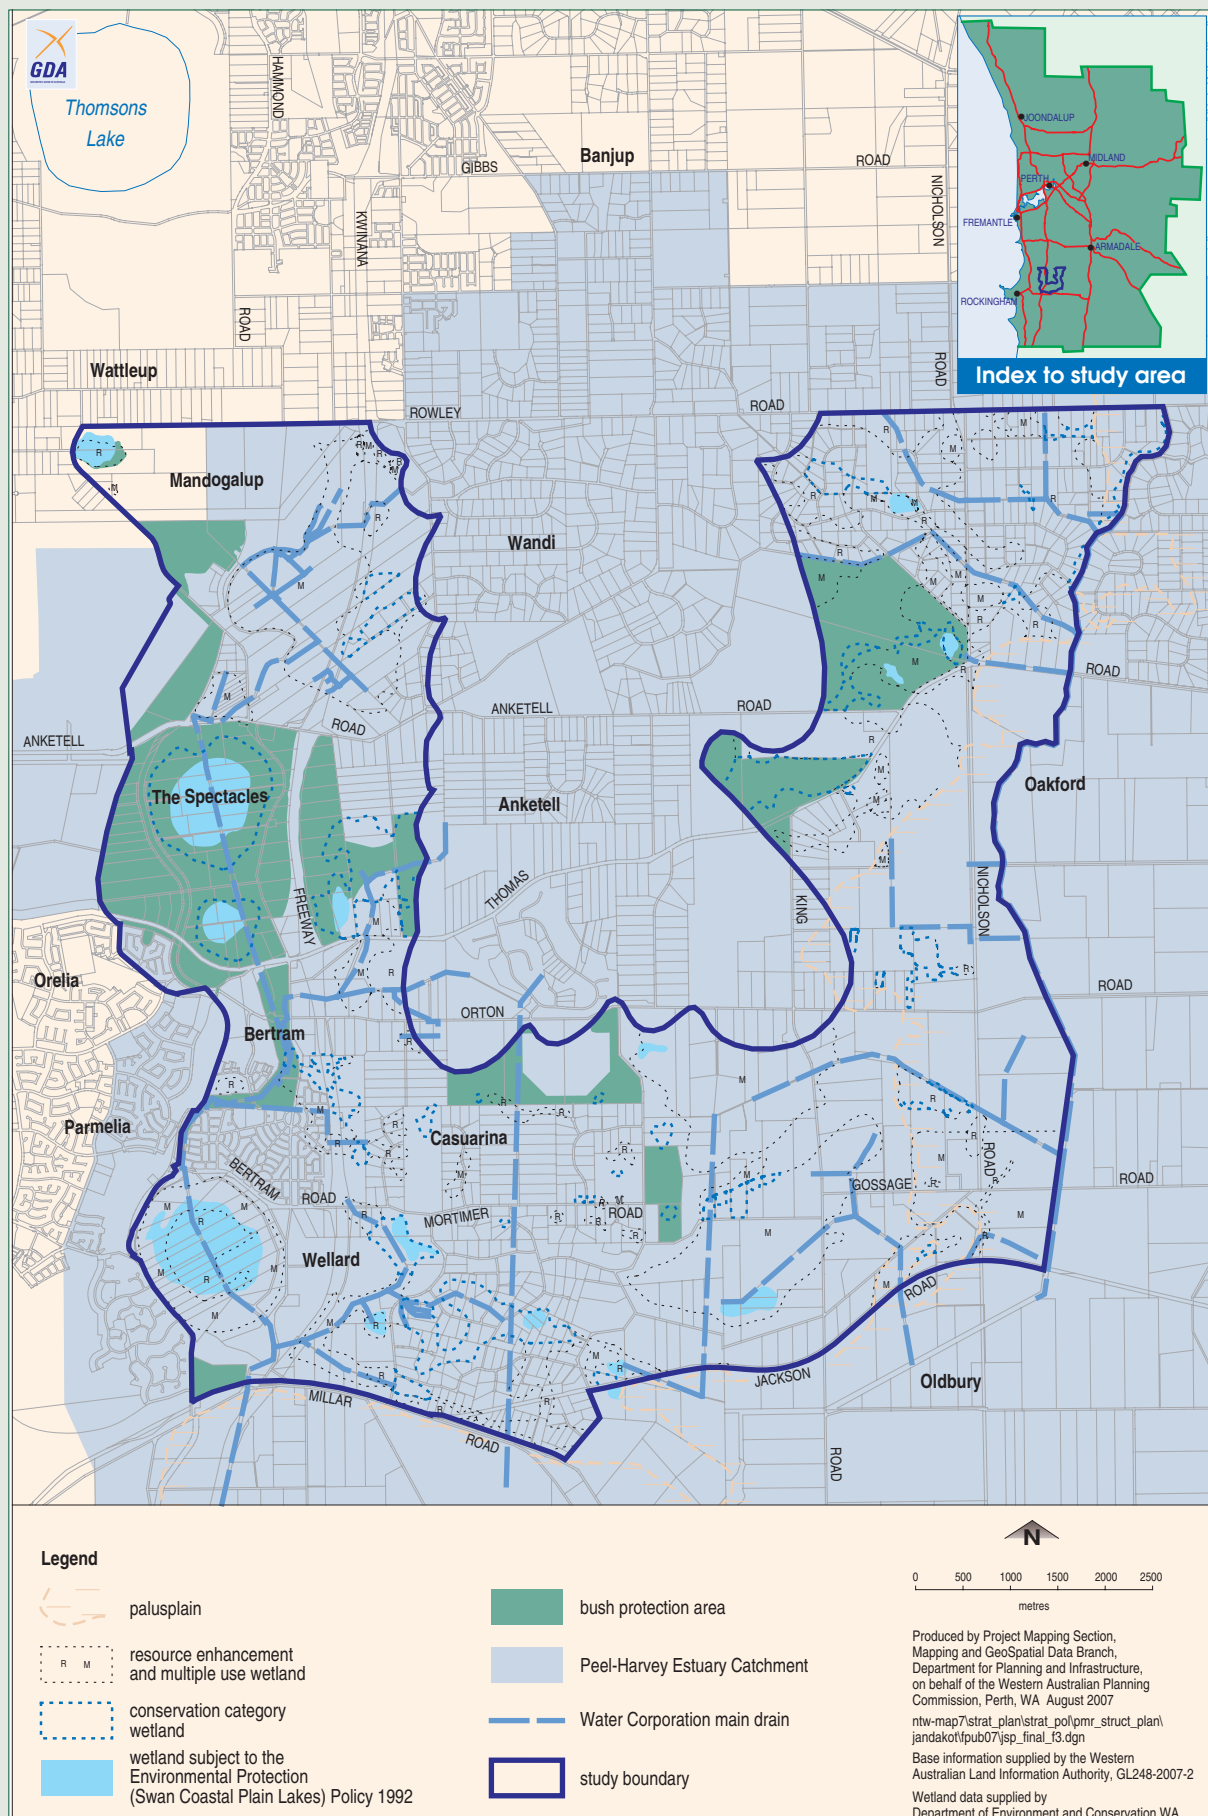 GDA
Thomsons
Lake
HAMMOND
ROAD
KWINANA
GIBBS
Banjup
ROAD
NICHOLSON
ROAD
JOONDALUP
MIDLAND
PERTH
FREMANTLE
ARMADALE
ROCKINGHAM
Index to study area
Wattleup
ROWLEY
ROAD
Mandogalup
Wandi
ANKETELL
ROAD
ANKETELL
ROAD
ROAD
The Spectacles
Anketell
Oakford
THOMAS
FREEWAY
KING
NICHOLSON
Orelia
ORTON
ROAD
Bertram
Parmelia
Casuarina
BERTRAM
ROAD
MORTIMER
ROAD
GOSSAGE
ROAD
ROAD
Wellard
ROAD
JACKSON
Oldbury
MILLAR
ROAD
ROAD
Legend
palusplain
R M
resource enhancement
and multiple use wetland
conservation category
wetland
wetland subject to the
Environmental Protection
(Swan Coastal Plain Lakes) Policy 1992
bush protection area
Peel-Harvey Estuary Catchment
Water Corporation main drain
study boundary
N
0 500 1000 1500 2000 2500
metres
Produced by Project Mapping Section,
Mapping and GeoSpatial Data Branch,
Department for Planning and Infrastructure,
on behalf of the Western Australian Planning
Commission, Perth, WA August 2007
ntw-map7\strat_plan\strat_pol\pmr_struct_plan\
jandakot\fpub07\jsp_final_f3.dgn
Base information supplied by the Western
Australian Land Information Authority, GL248-2007-2
Wetland data supplied by
Department of Environment and Conservation WA